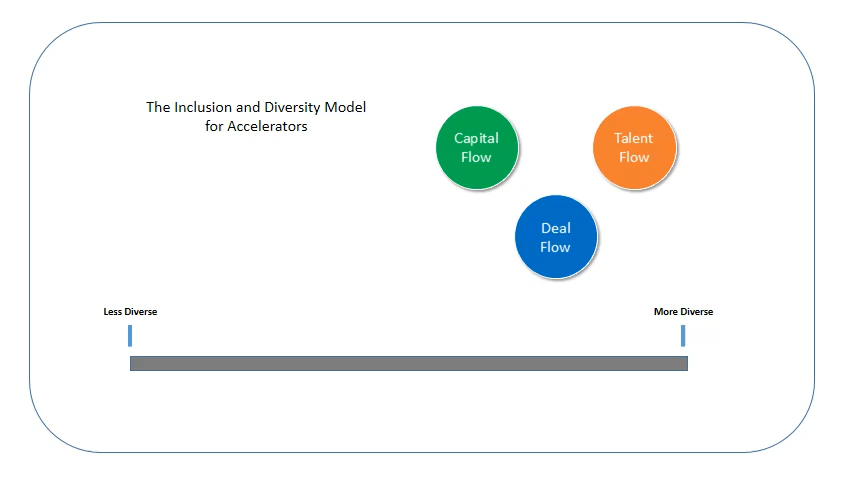 The Inclusion and Diversity Model
for Accelerators
Capital
Flow
Talent
Flow
Deal
Flow
Less Diverse
More Diverse